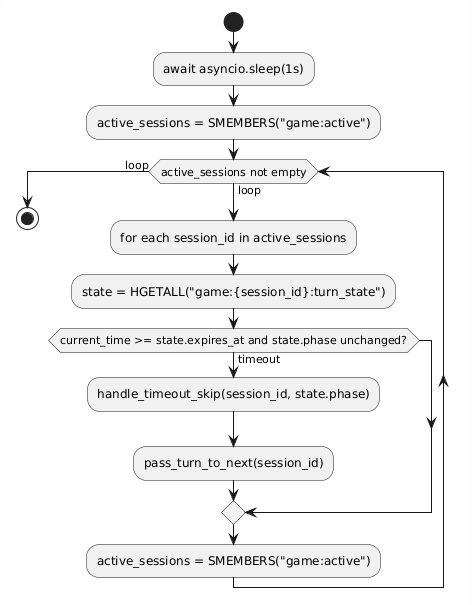 await asyncio.sleep(1s)
active_sessions = SMEMBERS("game:active")
loop
active_sessions not empty
loop
for each session_id in active_sessions
state = HGETALL("game:{session_id}:turn_state")
current_time >= state.expires_at and state.phase unchanged?
timeout
handle_timeout_skip(session_id, state.phase)
pass_turn_to_next(session_id)
active_sessions = SMEMBERS("game:active")